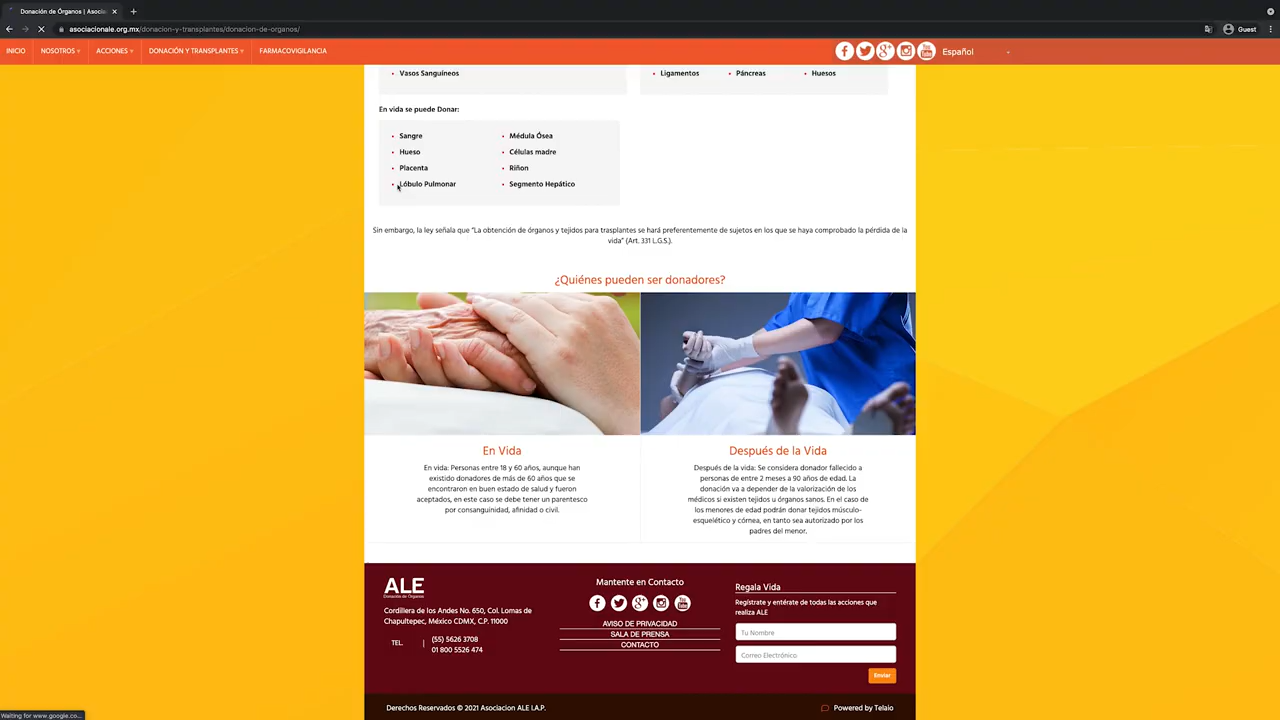 Donación de Órganos | Asociac
asociacionale.org.mx/donacion-y-transplantes/donacion-de-organos/
Guest
INICIO
NOSOTROS
ACCIONES
DONACIÓN Y TRANSPLANTES
FARMACOVIGILANCIA
Español
Vasos Sanguíneos
Ligamentos
Páncreas
Huesos
En vida se puede Donar:
Sangre
Médula Ósea
Hueso
Células madre
Placenta
Riñon
Lóbulo Pulmonar
Segmento Hepático
Sin embargo, la ley señala que "La obtención de órganos y tejidos para trasplantes se hará preferentemente de sujetos en los que se haya comprobado la pérdida de la
vida" (Art. 331 L.G.S.).
¿Quiénes pueden ser donadores?
En Vida
En vida: Personas entre 18 y 60 años, aunque han
existido donadores de más de 60 años que se
encontraron en buen estado de salud y fueron
aceptados, en este caso se debe tener un parentesco
por consanguinidad, afinidad o civil.
Después de la Vida
Después de la vida: Se considera donador fallecido a
personas de entre 2 meses a 90 años de edad. La
donación va a depender de la valorización de los
médicos si existen tejidos u órganos sanos. En el caso de
los menores de edad podrán donar tejidos músculo-
esquelético y córnea, en tanto sea autorizado por los
padres del menor.
ALE
Donación de Órganos
Cordillera de los Andes No. 650, Col. Lomas de
Chapultepec, México CDMX, C.P. 11000
TEL.
(55) 5626 3708
01 800 5526 474
Mantente en Contacto
AVISO DE PRIVACIDAD
SALA DE PRENSA
CONTACTO
Regala Vida
Regístrate y entérate de todas las acciones que
realiza ALE
Tu Nombre
Correo Electrónico
Enviar
Derechos Reservados © 2021 Asociacion ALE I.A.P.
Powered by Telaio
Waiting for www.google.co...